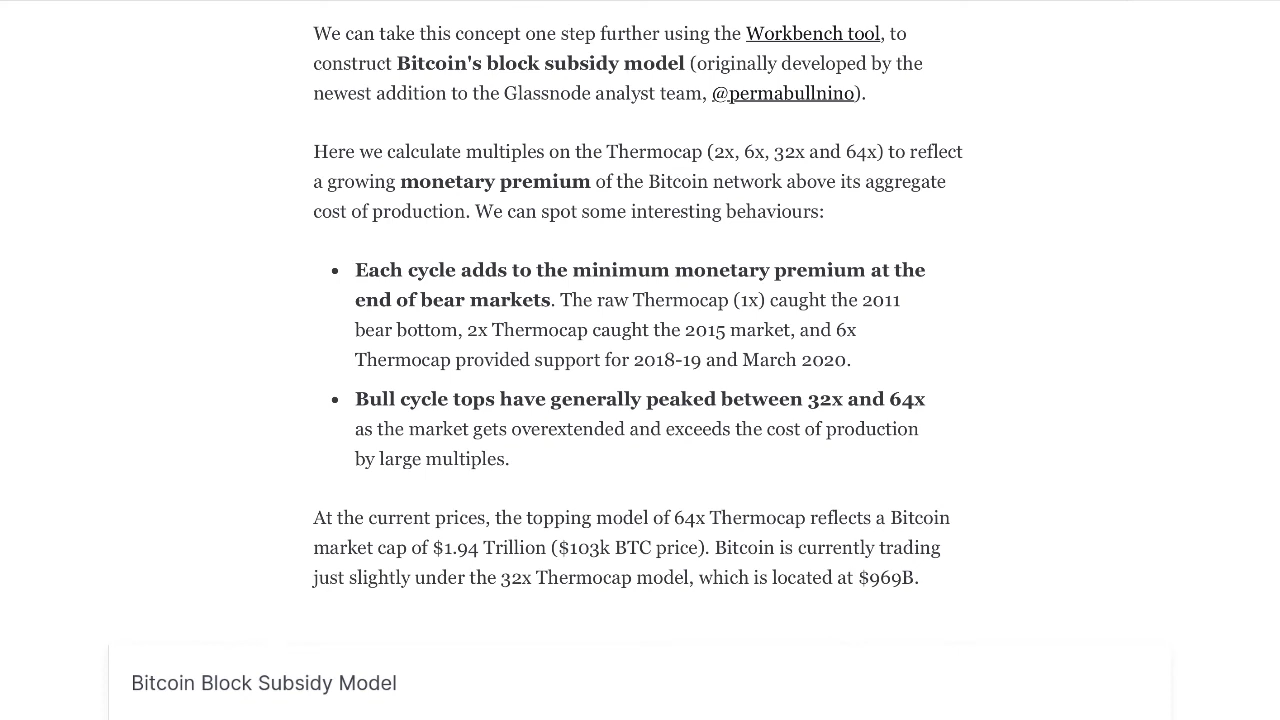 We can take this concept one step further using the Workbench tool, to
construct Bitcoin's block subsidy model (originally developed by the
newest addition to the Glassnode analyst team, @permabullnino).
Here we calculate multiples on the Thermocap (2x, 6x, 32x and 64x) to reflect
a growing monetary premium of the Bitcoin network above its aggregate
cost of production. We can spot some interesting behaviours:
• Each cycle adds to the minimum monetary premium at the
end of bear markets. The raw Thermocap (1x) caught the 2011
bear bottom, 2x Thermocap caught the 2015 market, and 6x
Thermocap provided support for 2018-19 and March 2020.
• Bull cycle tops have generally peaked between 32x and 64x
as the market gets overextended and exceeds the cost of production
by large multiples.
At the current prices, the topping model of 64x Thermocap reflects a Bitcoin
market cap of $1.94 Trillion ($103k BTC price). Bitcoin is currently trading
just slightly under the 32x Thermocap model, which is located at $969B.
Bitcoin Block Subsidy Model